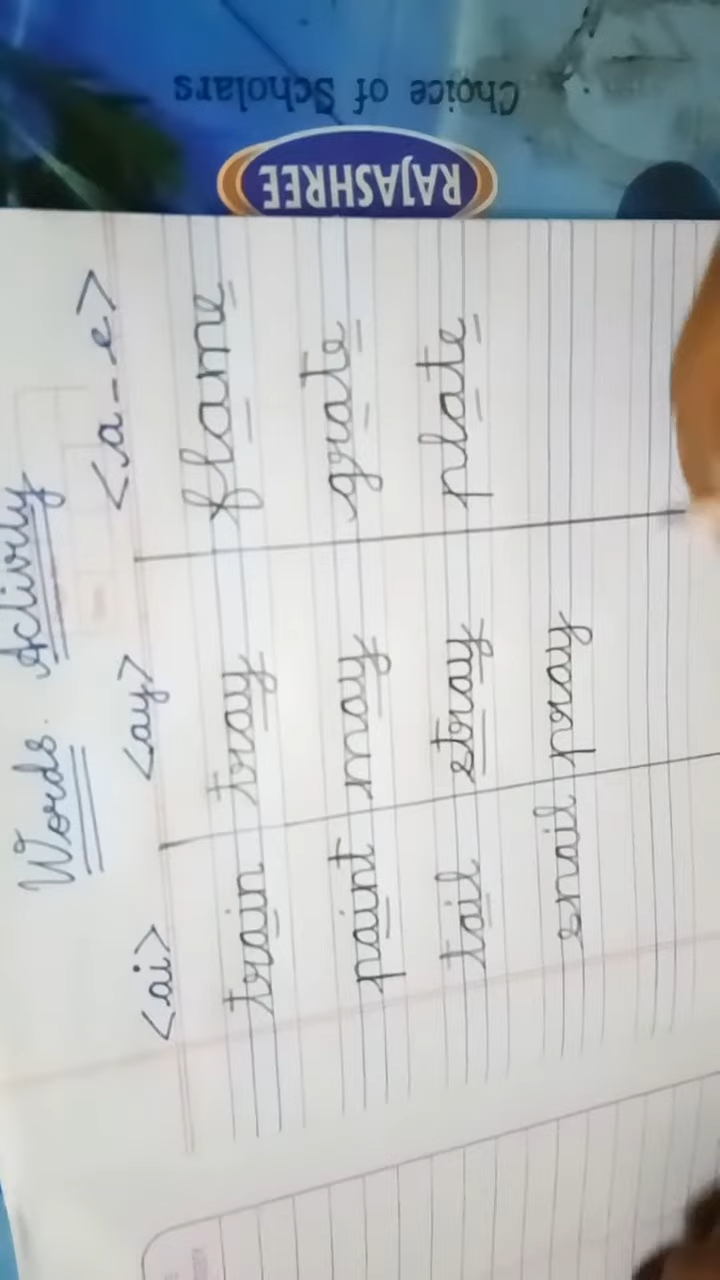 Choice of Scholars
RAJASHREE
Words. Activity
<ai> <ay> <a-e>
train tray flame
paint may grate
tail stray plate
snail pray